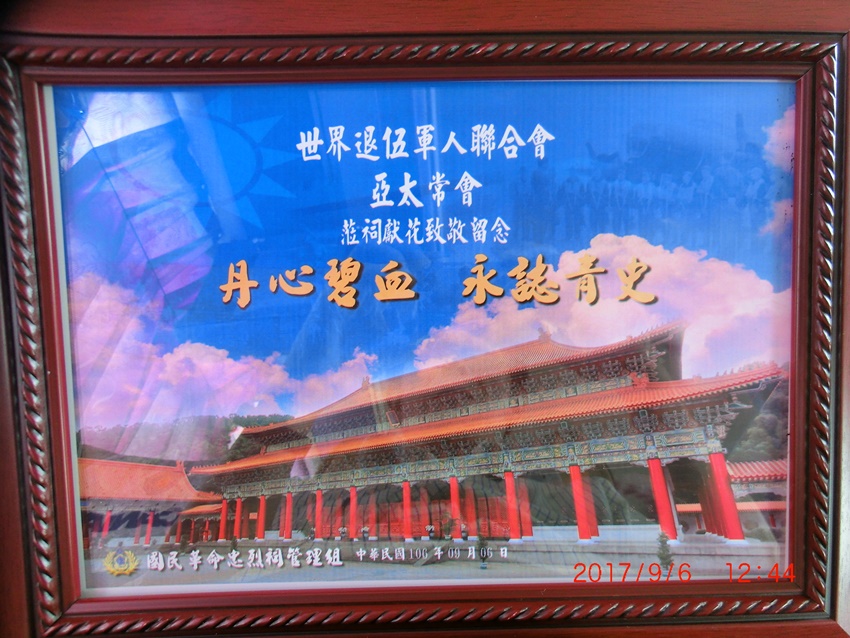 世界退伍軍人聯合會
亞太常會
蒞祠獻花致敬留念
丹心碧血 永誌青史
國民革命忠烈祠管理組 中華民國106年09月06日
2017/9/6 12:44